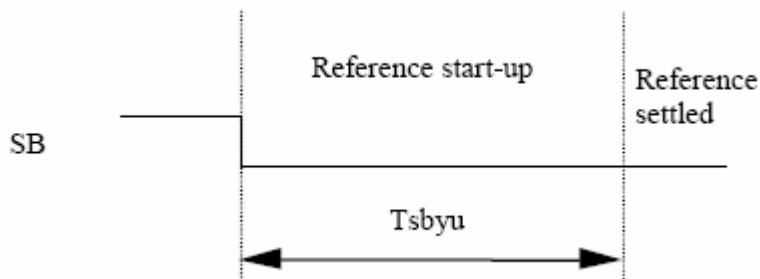 Reference start-up
Reference
settled
SB
Tsbyu